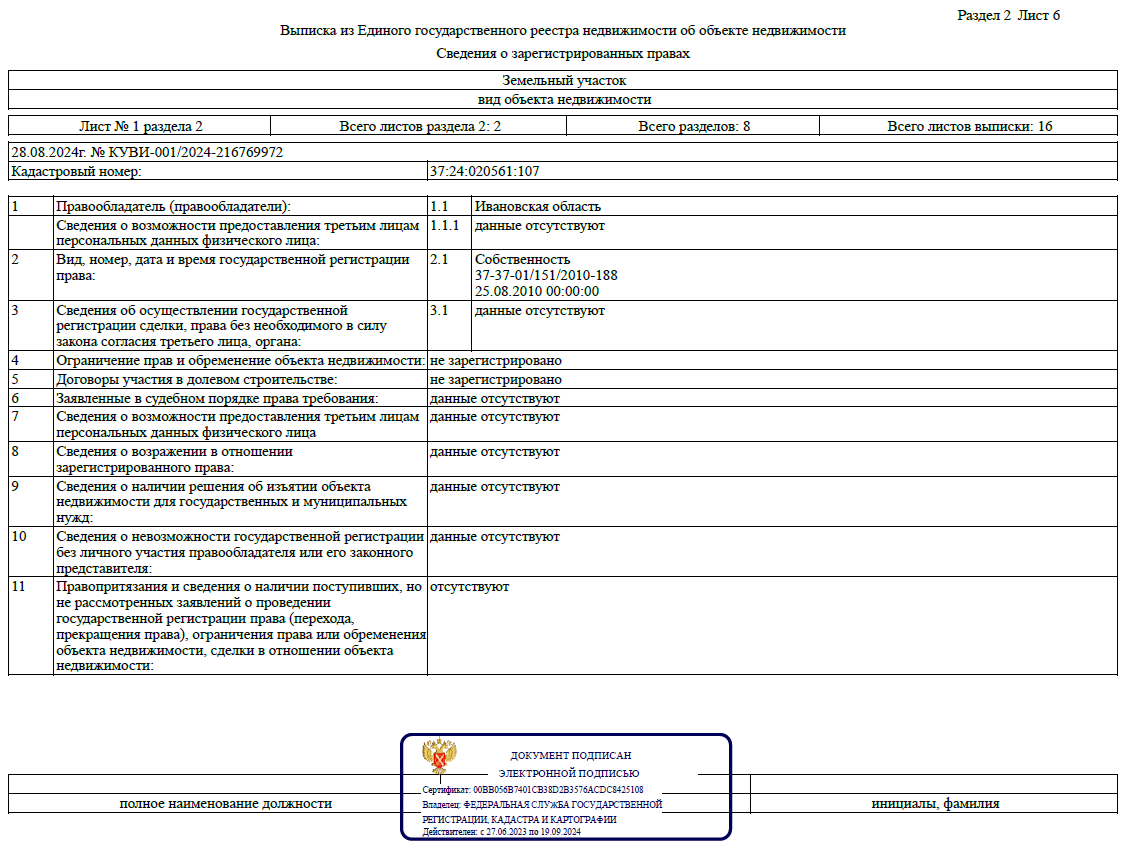 Раздел 2 Лист 6
Выписка из Единого государственного реестра недвижимости об объекте недвижимости
Сведения о зарегистрированных правах
Земельный участок
вид объекта недвижимости
Лист № 1 раздела 2 Всего листов раздела 2: 2 Всего разделов: 8 Всего листов выписки: 16
28.08.2024г. № КУВИ-001/2024-216769972
Кадастровый номер: 37:24:020561:107
1 Правообладатель (правообладатели): 1.1 Ивановская область
Сведения о возможности предоставления третьим лицам 1.1.1 данные отсутствуют
персональных данных физического лица:
2 Вид, номер, дата и время государственной регистрации 2.1 Собственность
права: 37-37-01/151/2010-188
25.08.2010 00:00:00
3 Сведения об осуществлении государственной 3.1 данные отсутствуют
регистрации сделки, права без необходимого в силу
закона согласия третьего лица, органа:
4 Ограничение прав и обременение объекта недвижимости: не зарегистрировано
5 Договоры участия в долевом строительстве: не зарегистрировано
6 Заявленные в судебном порядке права требования: данные отсутствуют
7 Сведения о возможности предоставления третьим лицам данные отсутствуют
персональных данных физического лица
8 Сведения о возражении в отношении данные отсутствуют
зарегистрированного права:
9 Сведения о наличии решения об изъятии объекта данные отсутствуют
недвижимости для государственных и муниципальных
нужд:
10 Сведения о невозможности государственной регистрации данные отсутствуют
без личного участия правообладателя или его законного
представителя:
11 Правопритязания и сведения о наличии поступивших, но отсутствуют
не рассмотренных заявлений о проведении
государственной регистрации права (перехода,
прекращения права), ограничения права или обременения
объекта недвижимости, сделки в отношении объекта
недвижимости:
ДОКУМЕНТ ПОДПИСАН
ЭЛЕКТРОННОЙ ПОДПИСЬЮ
Сертификат: 00BB056B7401CB38D2B3576ACDC8425108
Владелец: ФЕДЕРАЛЬНАЯ СЛУЖБА ГОСУДАРСТВЕННОЙ
РЕГИСТРАЦИИ, КАДАСТРА И КАРТОГРАФИИ
Действителен: с 27.06.2023 по 19.09.2024
полное наименование должности инициалы, фамилия